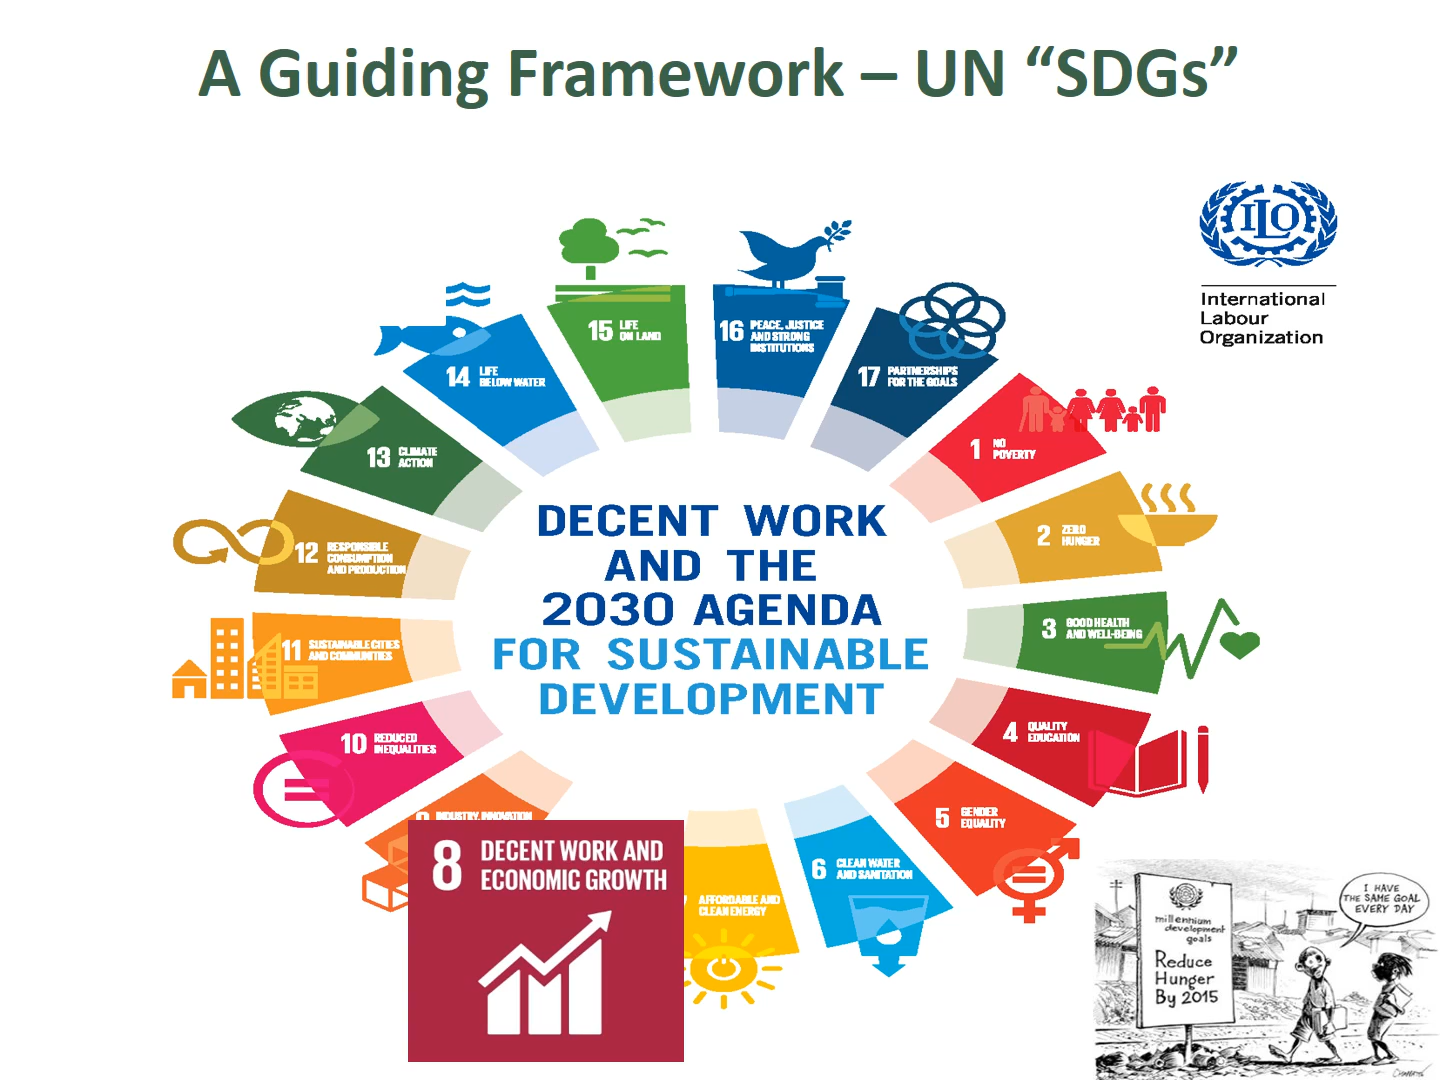 A Guiding Framework – UN “SDGs”
ILO
International
Labour
Organization
15 LIFE
ON LAND
16 PEACE, JUSTICE
AND STRONG
INSTITUTIONS
14 LIFE
BELOW WATER
17 PARTNERSHIPS
FOR THE GOALS
13 CLIMATE
ACTION
1 NO
POVERTY
12 RESPONSIBLE
CONSUMPTION
AND PRODUCTION
2 ZERO
HUNGER
DECENT WORK
AND THE
2030 AGENDA
FOR SUSTAINABLE
DEVELOPMENT
11 SUSTAINABLE CITIES
AND COMMUNITIES
3 GOOD HEALTH
AND WELL-BEING
10 REDUCED
INEQUALITIES
4 QUALITY
EDUCATION
9 INDUSTRY, INNOVATION
5 GENDER
EQUALITY
8 DECENT WORK AND
ECONOMIC GROWTH
AFFORDABLE AND
CLEAN ENERGY
6 CLEAN WATER
AND SANITATION
millennium
development
goals
Reduce
Hunger
By 2015
I HAVE
THE SAME GOAL
EVERY DAY